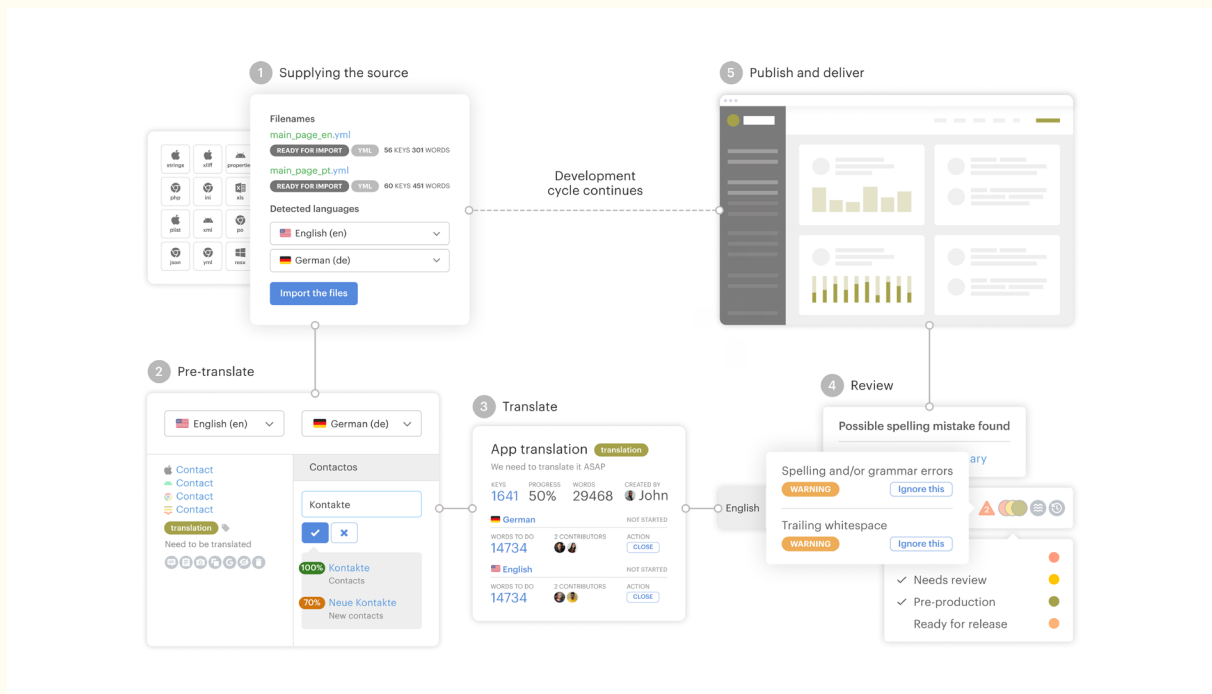 1 Supplying the source
Filenames
main_page_en.yml
READY FOR IMPORT YML 56 KEYS 301 WORDS
main_page_pt.yml
READY FOR IMPORT YML 60 KEYS 451 WORDS
Detected languages
English (en)
German (de)
Import the files
strings xliff
php ini xls
plist xml po
json yml resx
Development
cycle continues
5 Publish and deliver
2 Pre-translate
English (en) German (de)
Contact
Contact
Contact
Contact
translation
Need to be translated
Contactos
Kontakte
100% Kontakte
Contacts
70% Neue Kontakte
New contacts
3 Translate
App translation translation
We need to translate it ASAP
KEYS PROGRESS WORDS CREATED BY
1641 50% 29468 John
German NOT STARTED
WORDS TO DO 2 CONTRIBUTORS ACTION
14734 CLOSE
English NOT STARTED
WORDS TO DO 2 CONTRIBUTORS ACTION
14734 CLOSE
4 Review
Possible spelling mistake found
ary
English
Spelling and/or grammar errors
WARNING Ignore this
Trailing whitespace
WARNING Ignore this
2
Needs review
Pre-production
Ready for release